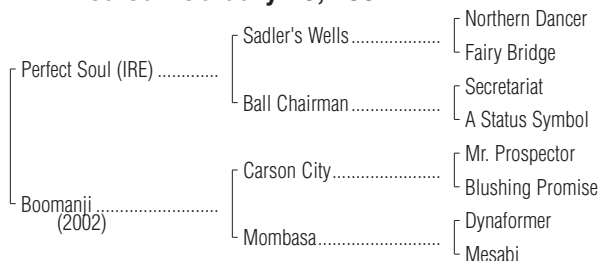 Northern Dancer
Sadler's Wells ....................
Fairy Bridge
Perfect Soul (IRE) .............
Secretariat
Ball Chairman ....................
A Status Symbol
Mr. Prospector
Carson City ........................
Blushing Promise
Boomanji ..........................
(2002)
Dynaformer
Mombasa ...........................
Mesabi